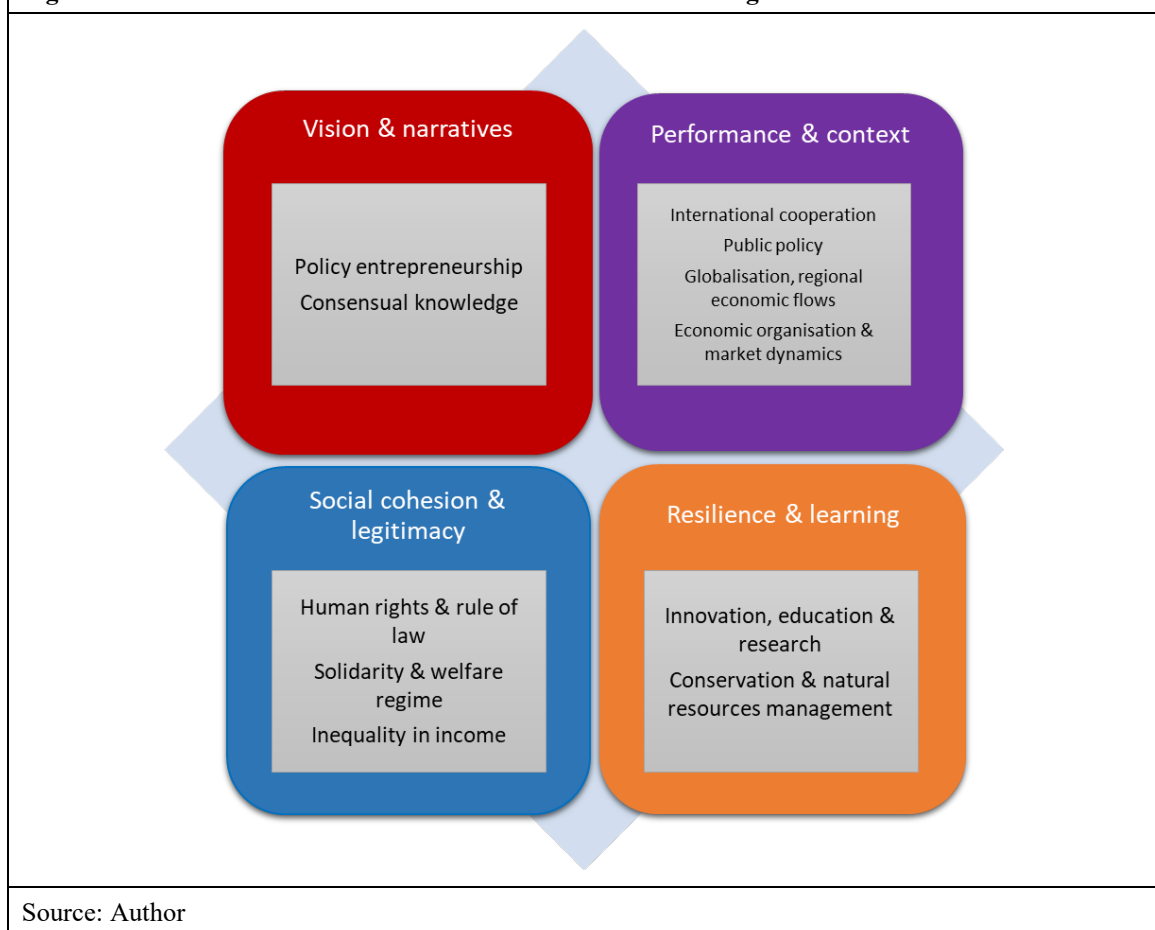 Vision & narratives
Policy entrepreneurship
Consensual knowledge
Performance & context
International cooperation
Public policy
Globalisation, regional
economic flows
Economic organisation &
market dynamics
Social cohesion &
legitimacy
Human rights & rule of
law
Solidarity & welfare
regime
Inequality in income
Resilience & learning
Innovation, education &
research
Conservation & natural
resources management
Source: Author